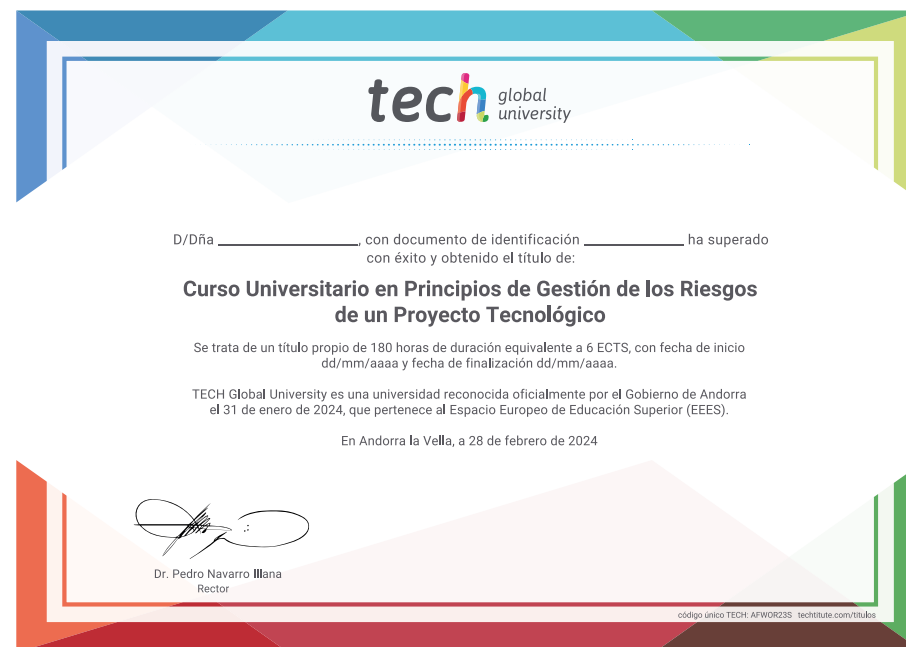 tech global university
D/Dña ____________________, con documento de identificación ______________ ha superado
con éxito y obtenido el título de:
Curso Universitario en Principios de Gestión de los Riesgos
de un Proyecto Tecnológico
Se trata de un título propio de 180 horas de duración equivalente a 6 ECTS, con fecha de inicio
dd/mm/aaaa y fecha de finalización dd/mm/aaaa.
TECH Global University es una universidad reconocida oficialmente por el Gobierno de Andorra
el 31 de enero de 2024, que pertenece al Espacio Europeo de Educación Superior (EEES).
En Andorra la Vella, a 28 de febrero de 2024
Dr. Pedro Navarro Illana
Rector
código único TECH: AFWOR23S techtitute.com/titulos